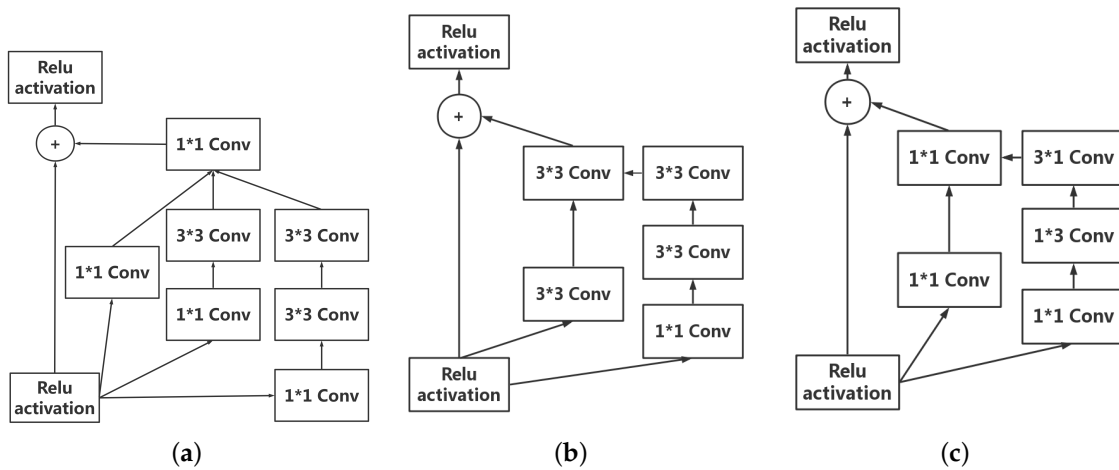 Relu
activation
+
1*1 Conv
3*3 Conv
3*3 Conv
1*1 Conv
1*1 Conv
3*3 Conv
Relu
activation
1*1 Conv
(a)
Relu
activation
+
3*3 Conv
3*3 Conv
3*3 Conv
3*3 Conv
1*1 Conv
Relu
activation
(b)
Relu
activation
+
1*1 Conv
3*1 Conv
1*3 Conv
1*1 Conv
1*1 Conv
Relu
activation
(c)